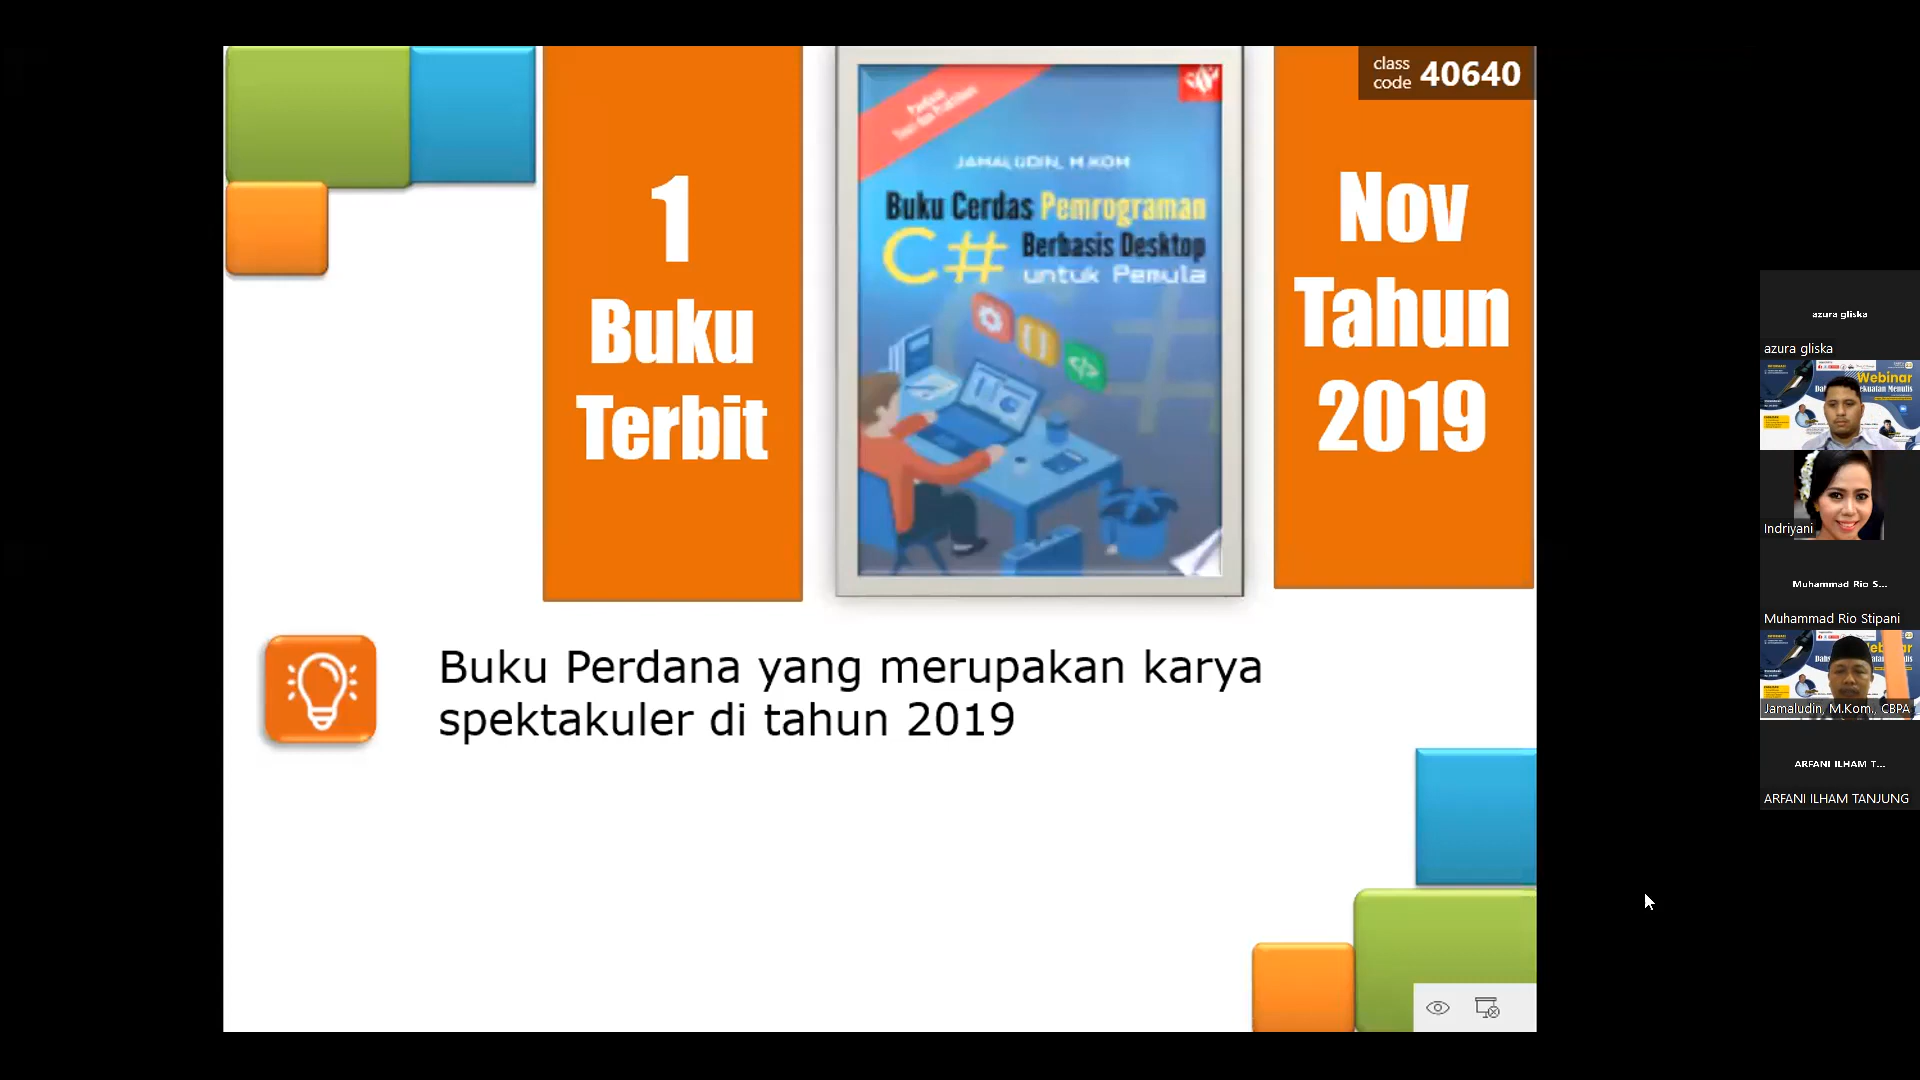 class
code 40640
1
Buku
Terbit
JAMALUDIN, M.KOM
Buku Cerdas Pemrograman
C# Berbasis Desktop
untuk Pemula
Nov
Tahun
2019
Buku Perdana yang merupakan karya
spektakuler di tahun 2019
azura gliska
azura gliska
Webinar
Indriyani
Muhammad Rio S...
Muhammad Rio Stipani
Jamaludin, M.Kom., CBPA
ARFANI ILHAM T...
ARFANI ILHAM TANJUNG